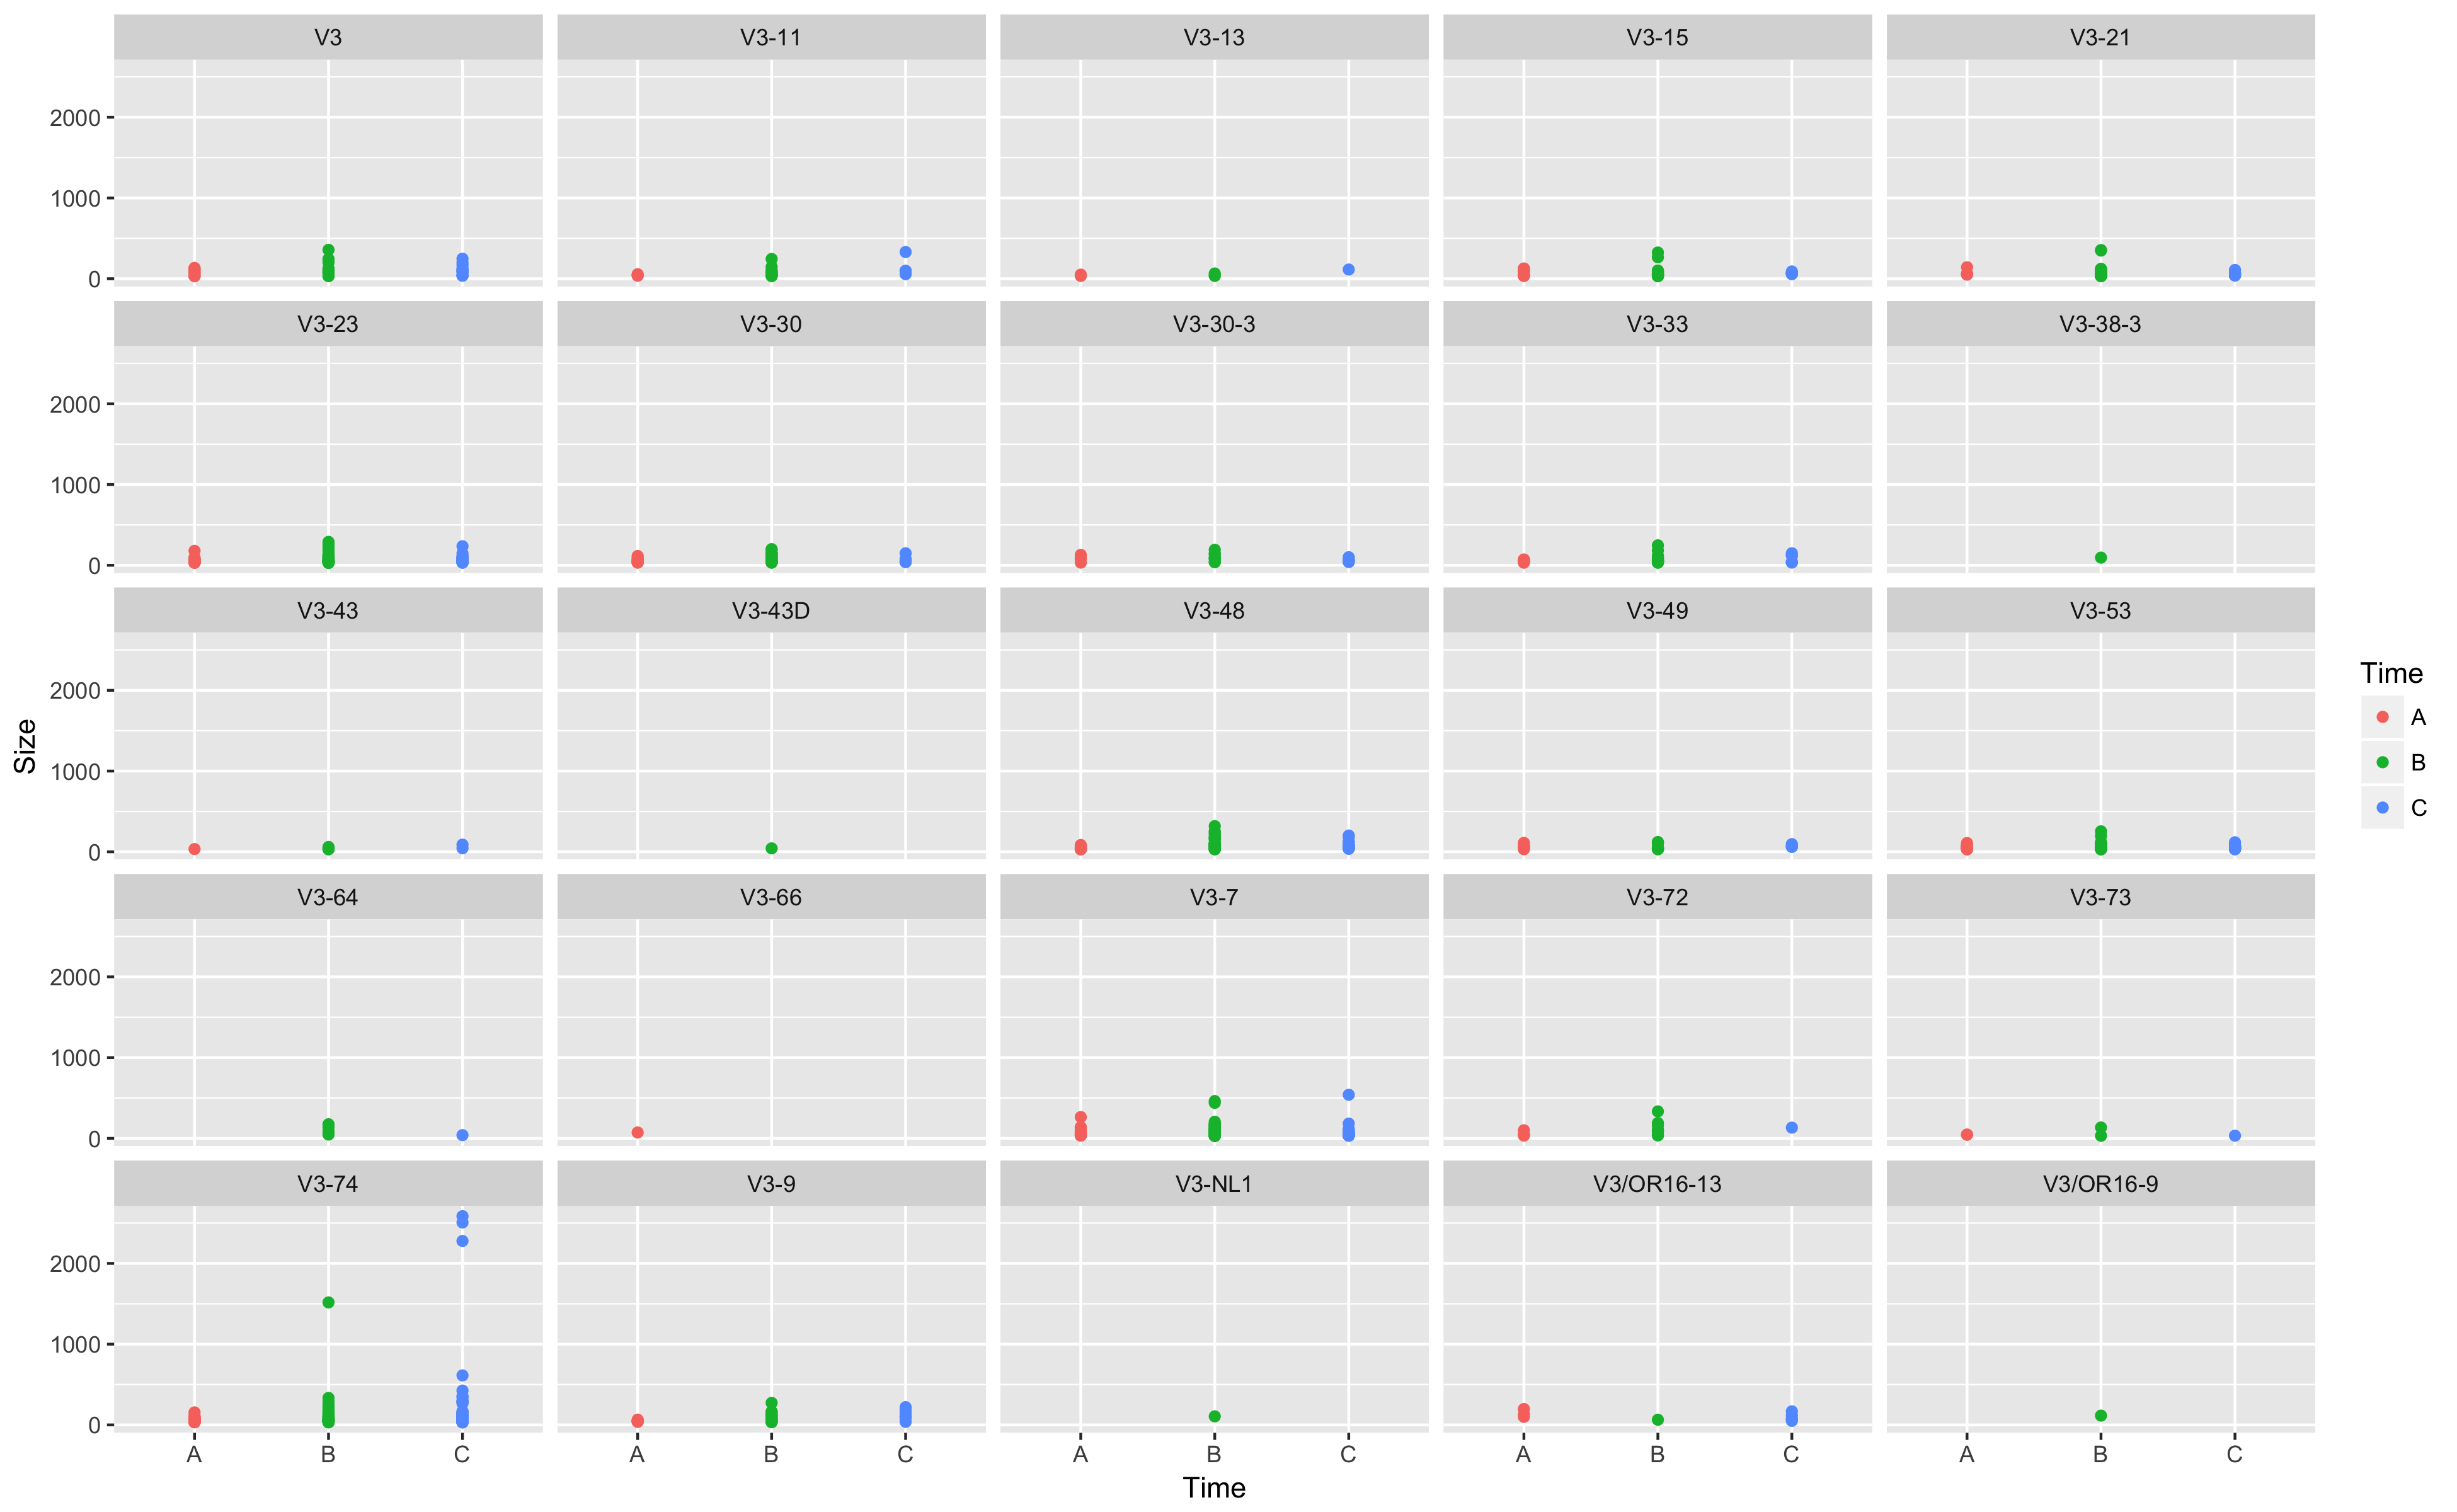 V3 V3-11 V3-13 V3-15 V3-21
2000
1000
0
V3-23 V3-30 V3-30-3 V3-33 V3-38-3
2000
1000
0
V3-43 V3-43D V3-48 V3-49 V3-53
2000
1000
0
V3-64 V3-66 V3-7 V3-72 V3-73
2000
1000
0
V3-74 V3-9 V3-NL1 V3/OR16-13 V3/OR16-9
2000
1000
0
A B C A B C A B C A B C A B C
Time
Size
Time
A
B
C